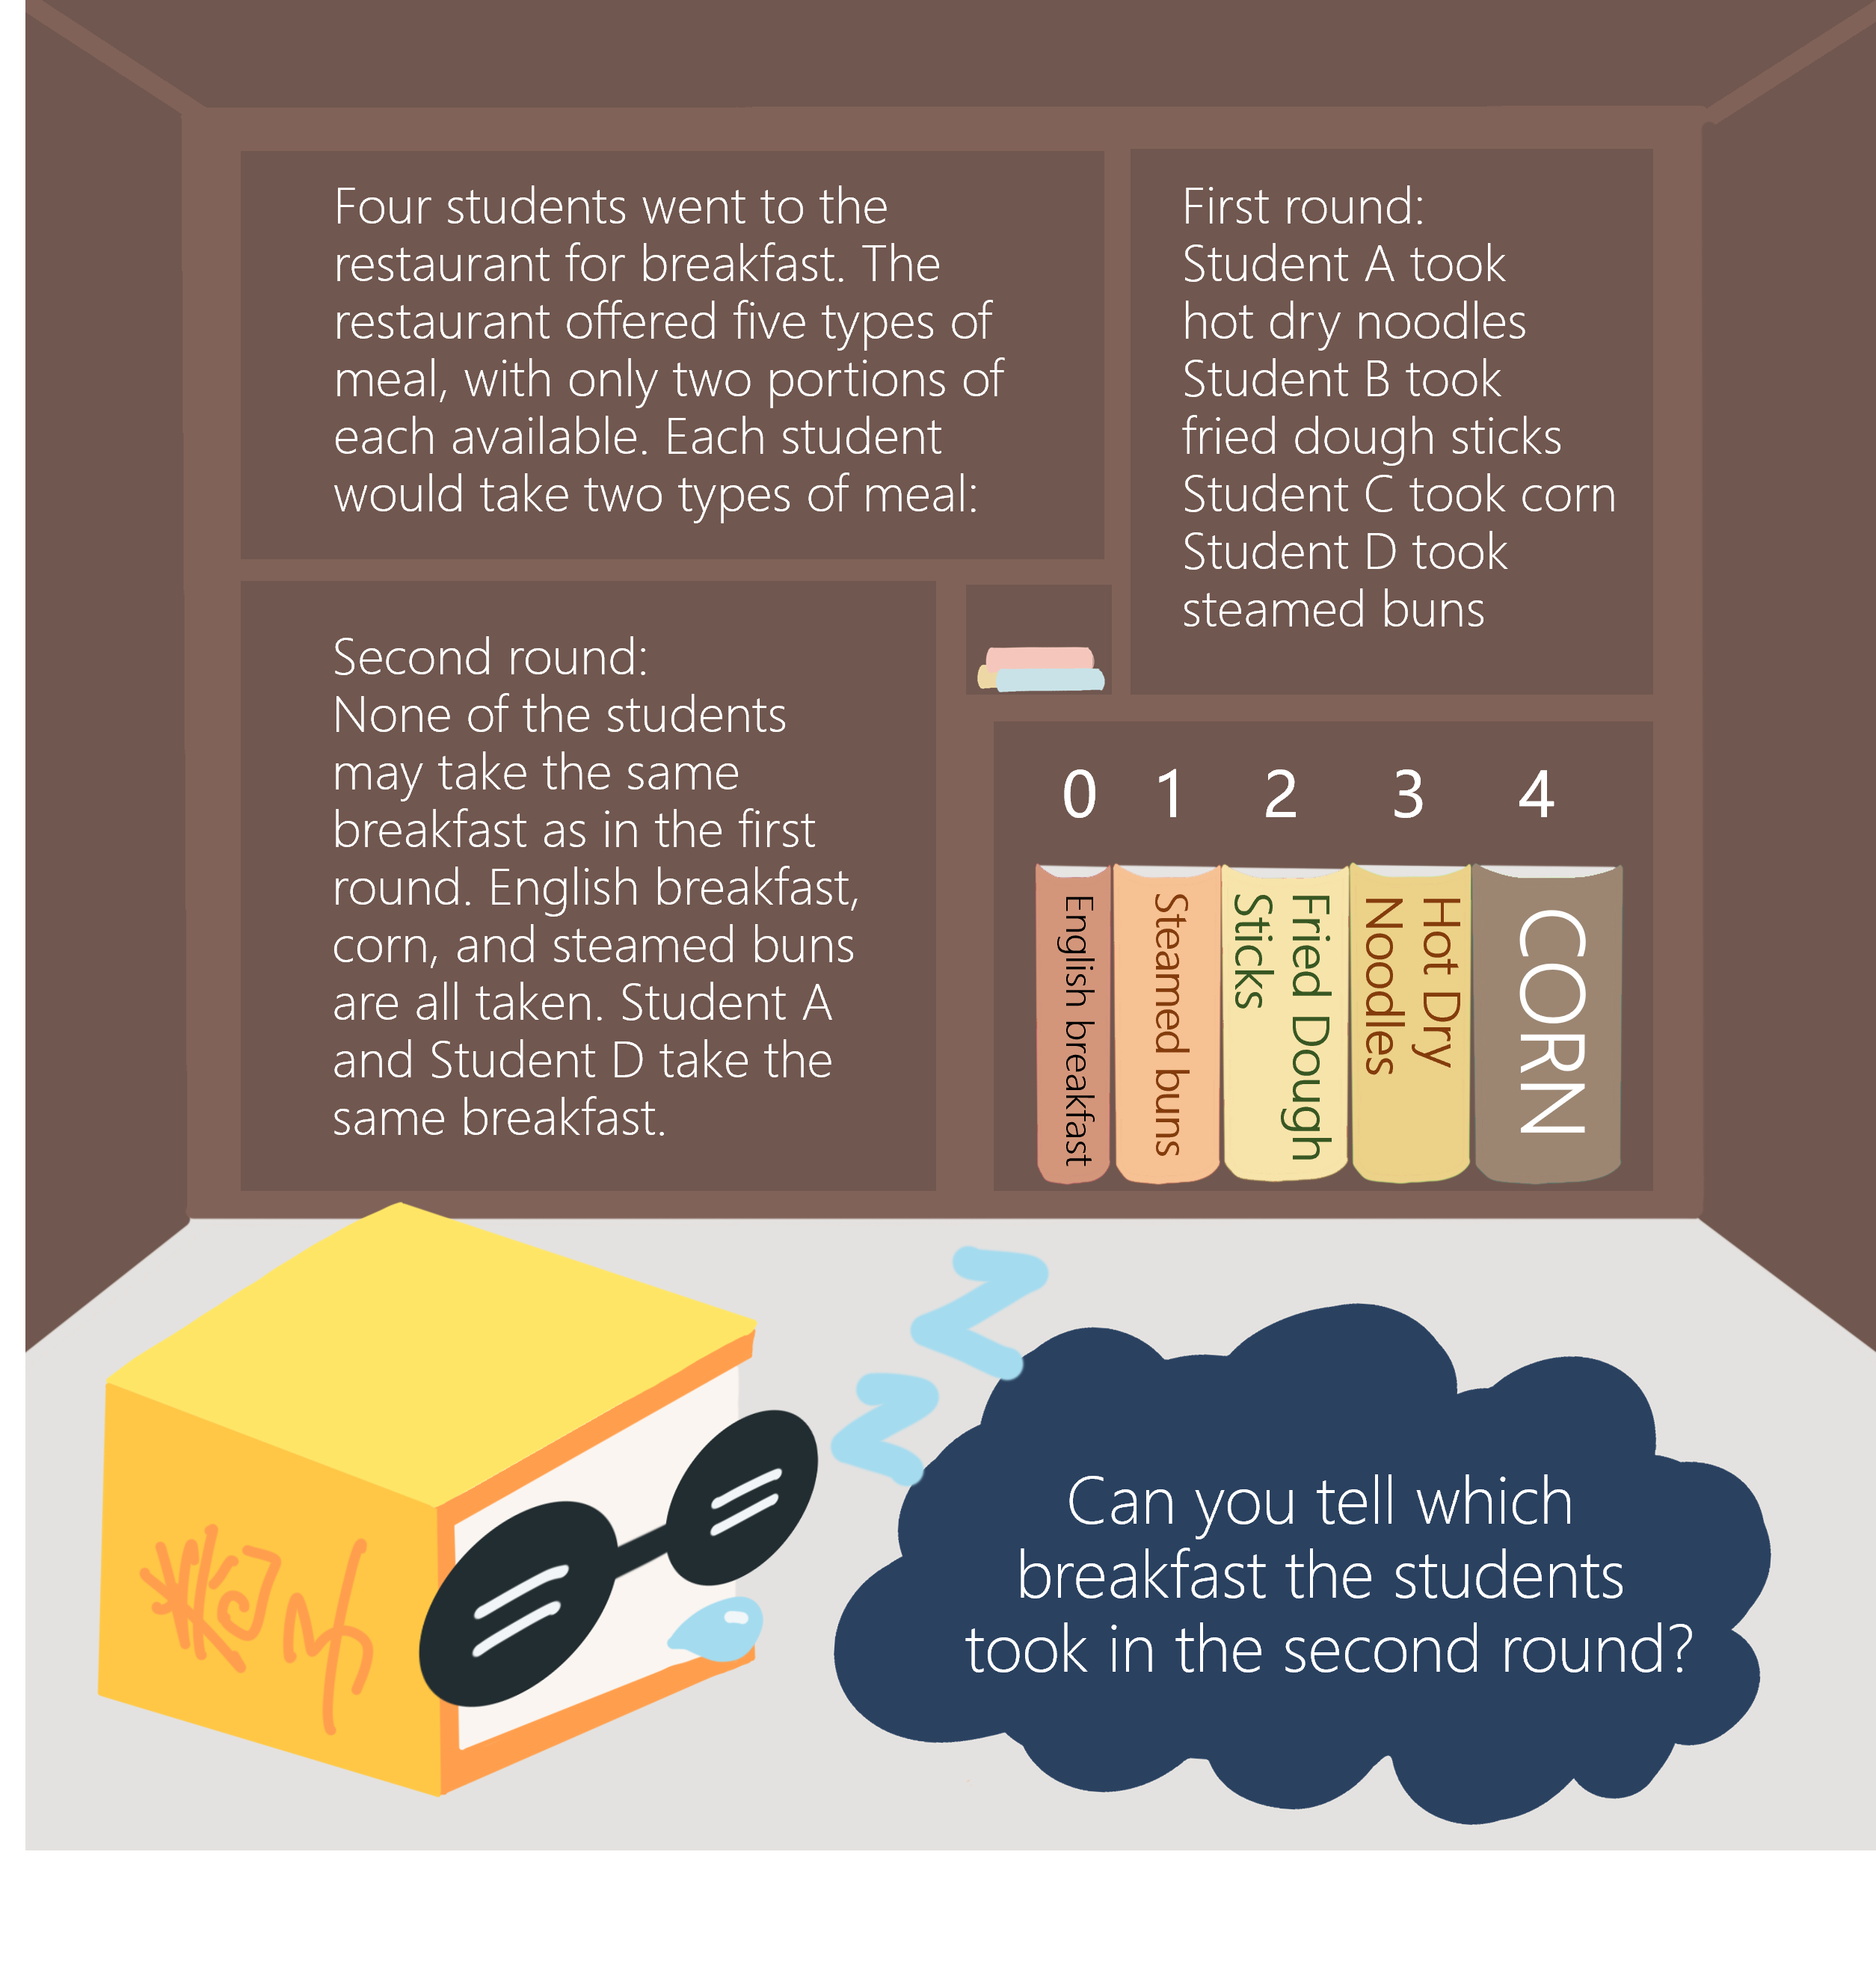 Four students went to the
restaurant for breakfast. The
restaurant offered five types of
meal, with only two portions of
each available. Each student
would take two types of meal:
First round:
Student A took
hot dry noodles
Student B took
fried dough sticks
Student C took corn
Student D took
steamed buns
Second round:
None of the students
may take the same
breakfast as in the first
round. English breakfast,
corn, and steamed buns
are all taken. Student A
and Student D take the
same breakfast.
0 1 2 3 4
English breakfast
Steamed buns
Fried Dough
Sticks
Hot Dry
Noodles
CORN
Can you tell which
breakfast the students
took in the second round?